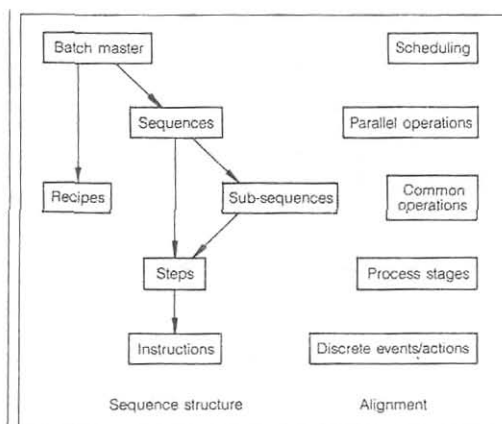 Batch master
Scheduling
Sequences
Parallel operations
Recipes
Sub-sequences
Common
operations
Steps
Process stages
Instructions
Discrete events/actions
Sequence structure
Alignment